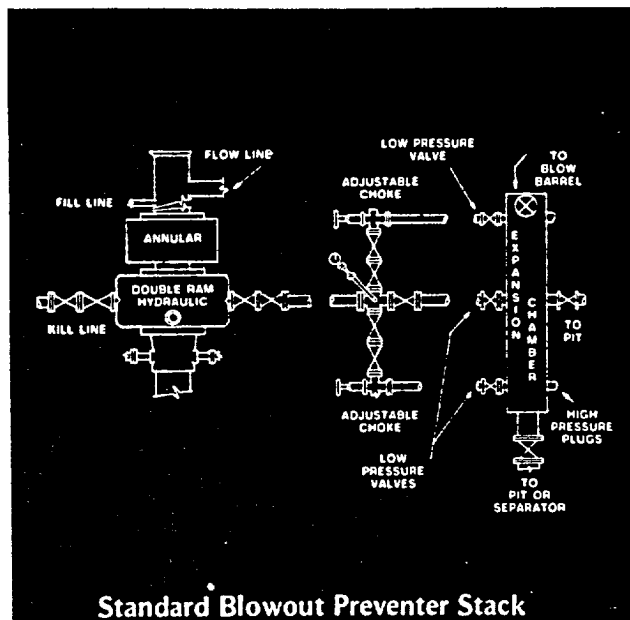 FLOW LINE
FILL LINE
ANNULAR
DOUBLE RAM
HYDRAULIC
KILL LINE
LOW PRESSURE
VALVE
ADJUSTABLE
CHOKE
TO
BLOW
BARREL
EXPANSION
CHAMBER
TO
PIT
ADJUSTABLE
CHOKE
LOW
PRESSURE
VALVES
HIGH
PRESSURE
PLUGS
TO
PIT OR
SEPARATOR
Standard Blowout Preventer Stack